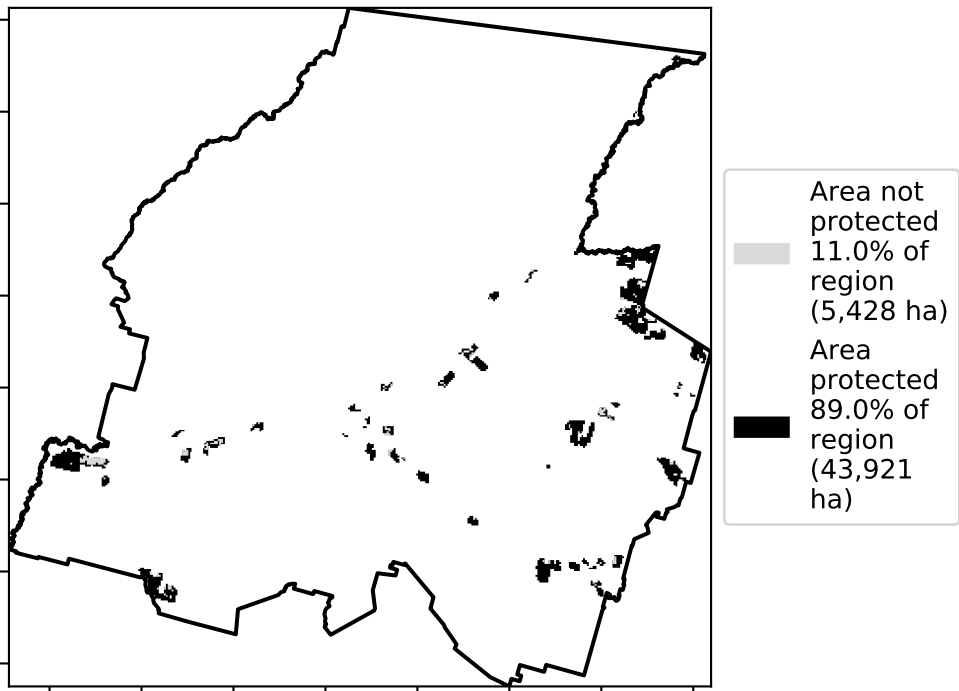 Area not
protected
11.0% of
region
(5,428 ha)
Area
protected
89.0% of
region
(43,921
ha)